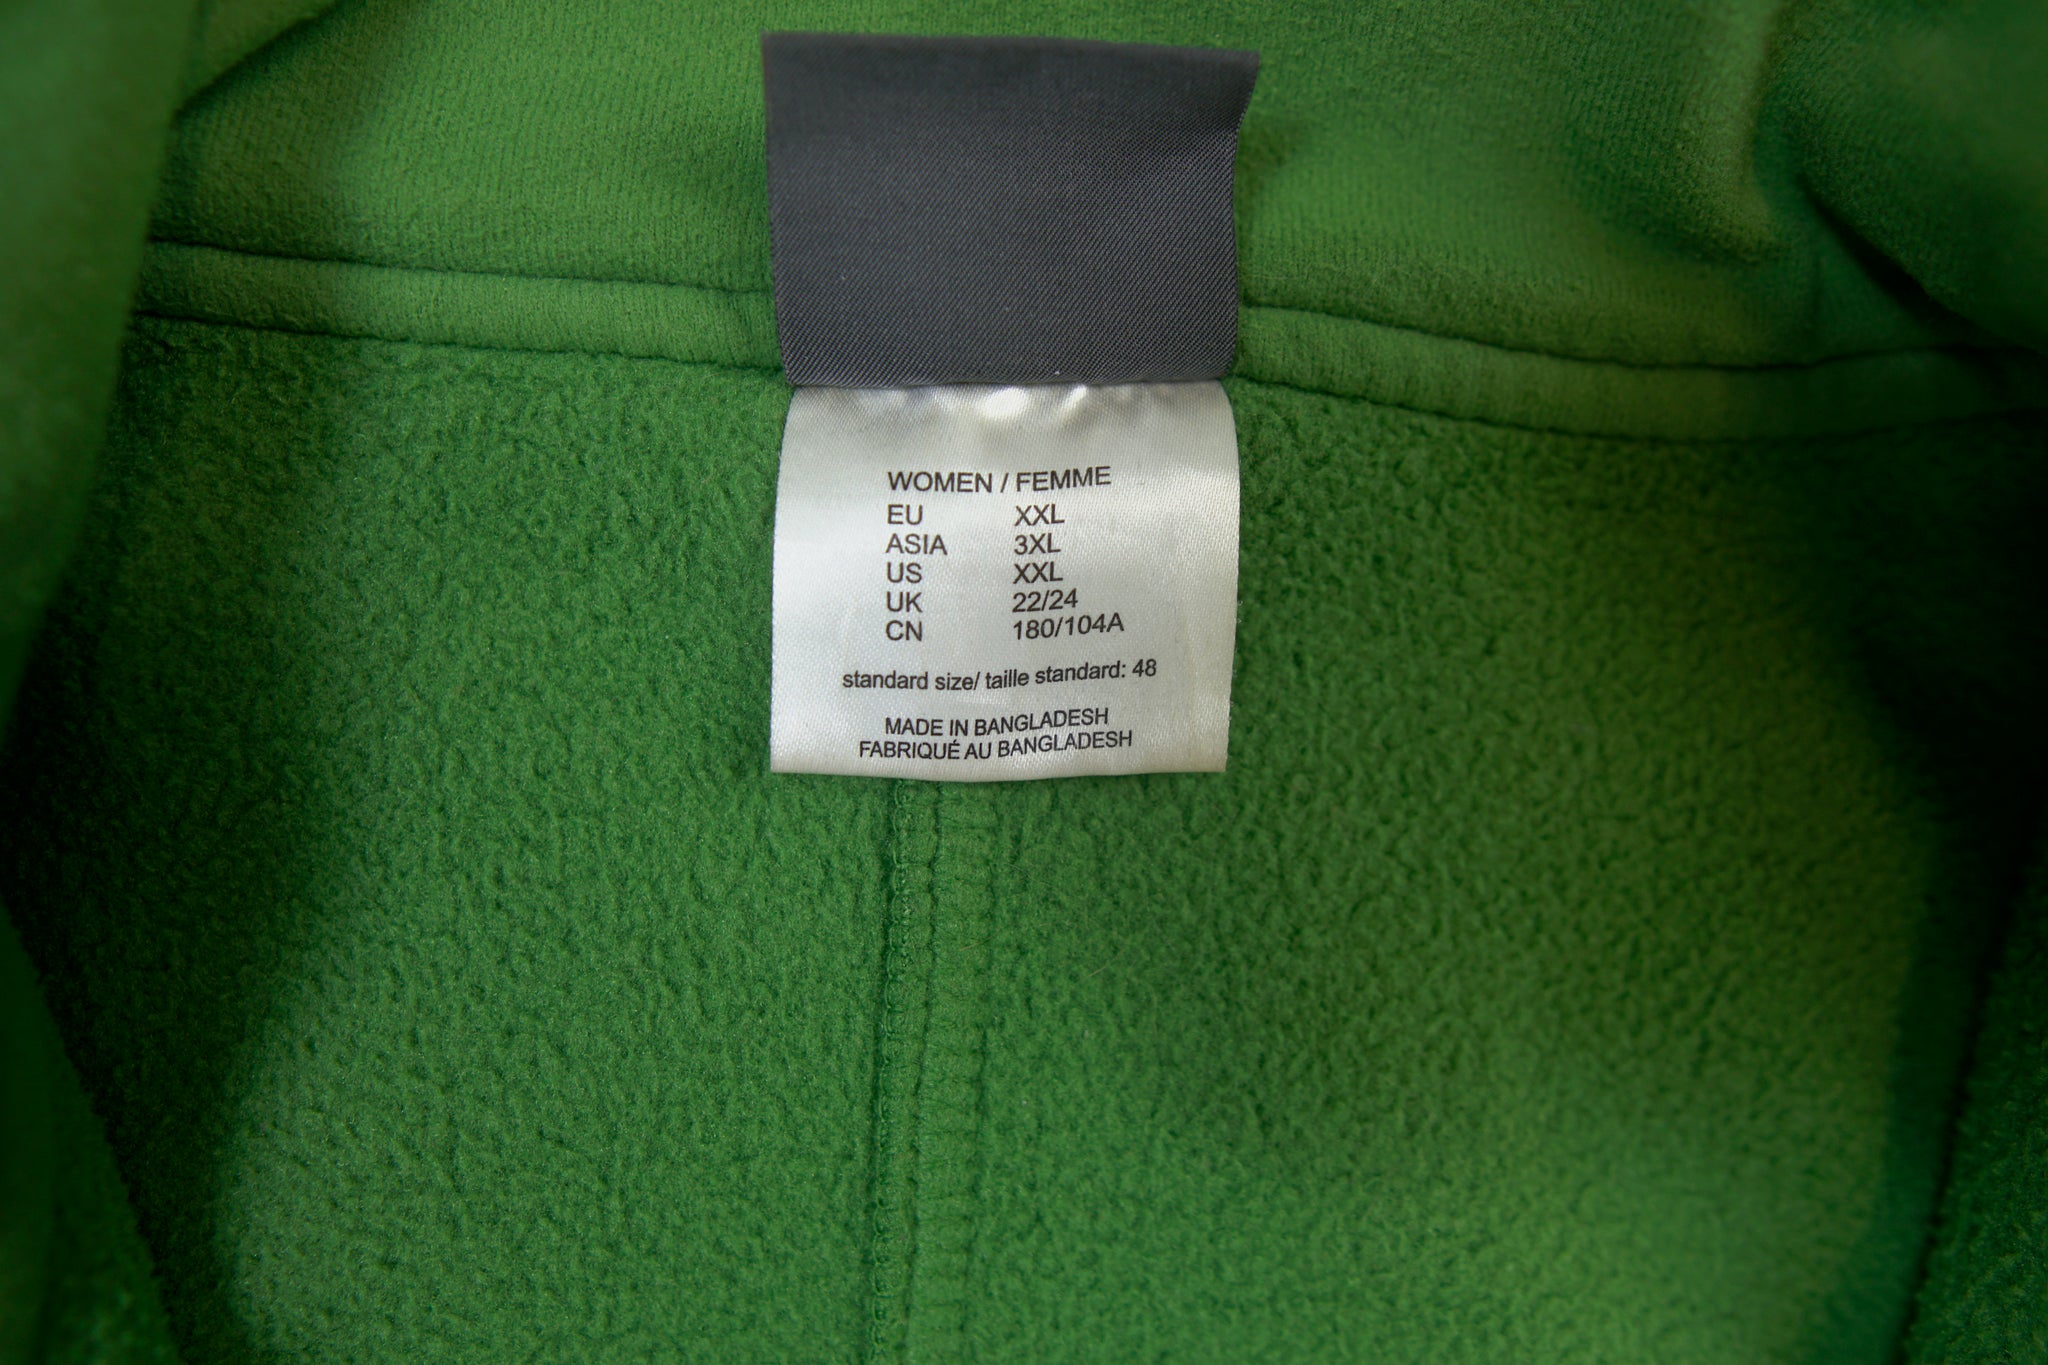 WOMEN / FEMME
EU XXL
ASIA 3XL
US XXL
UK 22/24
CN 180/104A
standard size/ taille standard: 48
MADE IN BANGLADESH
FABRIQUÉ AU BANGLADESH